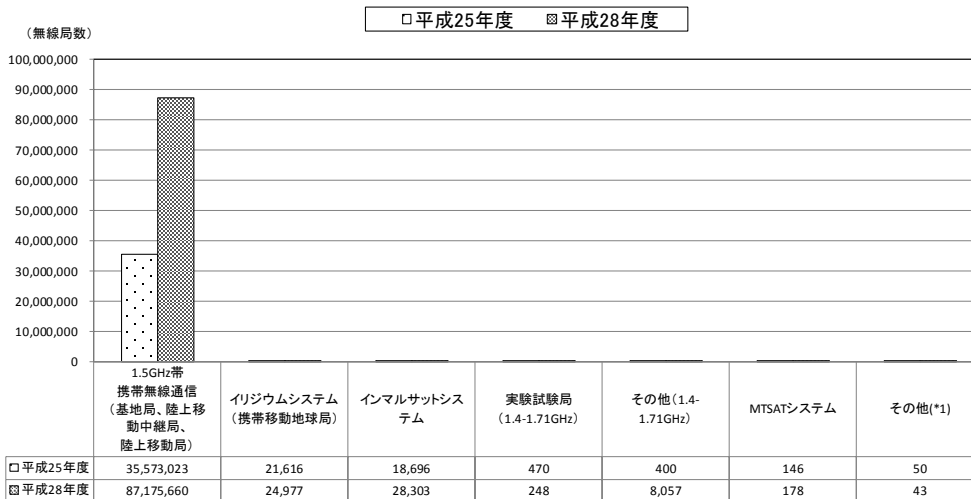 □平成25年度 平成28年度
（無線局数）
100,000,000
90,000,000
80,000,000
70,000,000
60,000,000
50,000,000
40,000,000
30,000,000
20,000,000
10,000,000
0
1.5GHz帯
携帯無線通信
（基地局、陸上移
動中継局、
陸上移動局）
イリジウムシステム
（携帯移動地球局）
インマルサットシス
テム
実験試験局
（1.4-1.71GHz）
その他（1.4-
1.71GHz）
MTSATシステム
その他(*1)
平成25年度 35,573,023 21,616 18,696 470 400 146 50
平成28年度 87,175,660 24,977 28,303 248 8,057 178 43